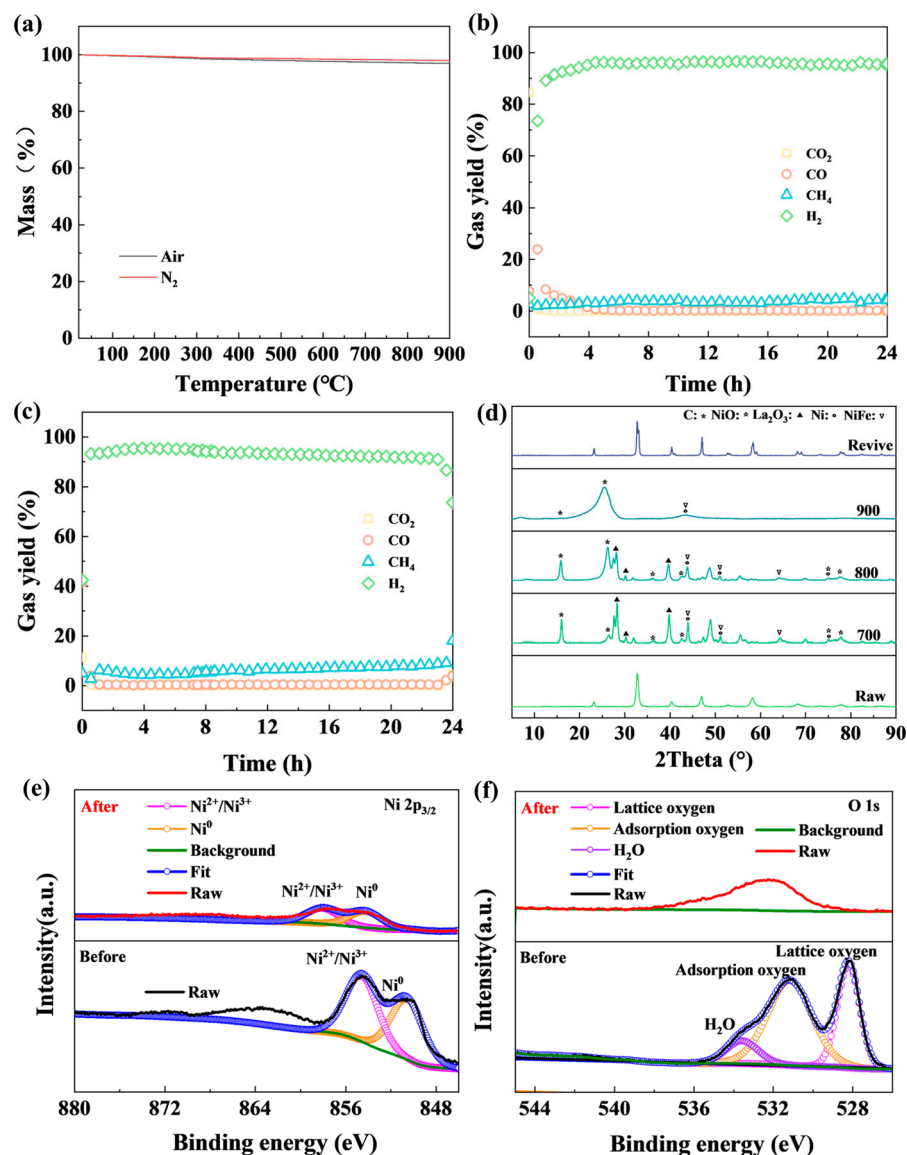 (a)
Mass (%)
100
80
60
40
20
0
Air
N₂
100 200 300 400 500 600 700 800 900
Temperature (°C)
(b)
Gas yield (%)
100
80
60
40
20
0
CO₂
CO
CH₄
H₂
0 4 8 12 16 20 24
Time (h)
(c)
Gas yield (%)
100
80
60
40
20
0
CO₂
CO
CH₄
H₂
0 4 8 12 16 20 24
Time (h)
(d)
C: * NiO: * La₂O₃: ▲ Ni: ∘ NiFe: ▿
Revive
900
800
700
Raw
10 20 30 40 50 60 70 80 90
2Theta (°)
(e)
After
Ni²⁺/Ni³⁺
Ni⁰
Background
Fit
Raw
Ni 2p₃/₂
Ni²⁺/Ni³⁺
Ni⁰
Before
Raw
Ni²⁺/Ni³⁺
Ni⁰
Intensity(a.u.)
880 872 864 856 848
Binding energy (eV)
(f)
After
Lattice oxygen
Adsorption oxygen
H₂O
Fit
Raw
O 1s
Background
Raw
Before
Lattice oxygen
Adsorption oxygen
H₂O
Intensity(a.u.)
544 540 536 532 528
Binding energy (eV)